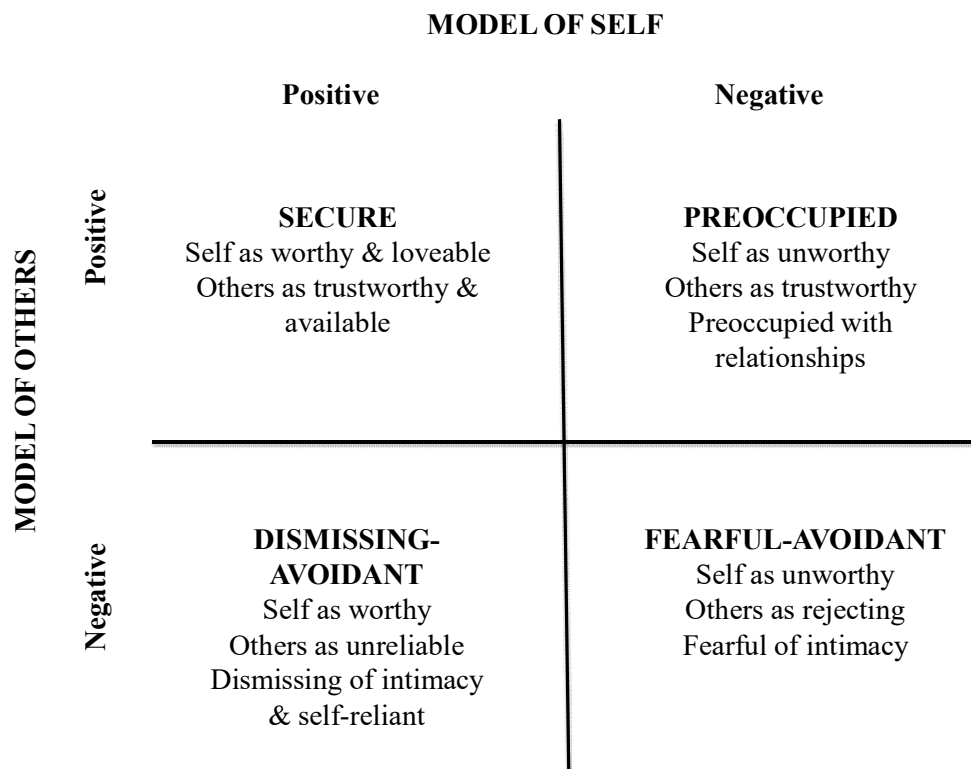 MODEL OF SELF
Positive
Negative
MODEL OF OTHERS
Positive
SECURE
Self as worthy & loveable
Others as trustworthy &
available
PREOCCUPIED
Self as unworthy
Others as trustworthy
Preoccupied with
relationships
Negative
DISMISSING-
AVOIDANT
Self as worthy
Others as unreliable
Dismissing of intimacy
& self-reliant
FEARFUL-AVOIDANT
Self as unworthy
Others as rejecting
Fearful of intimacy